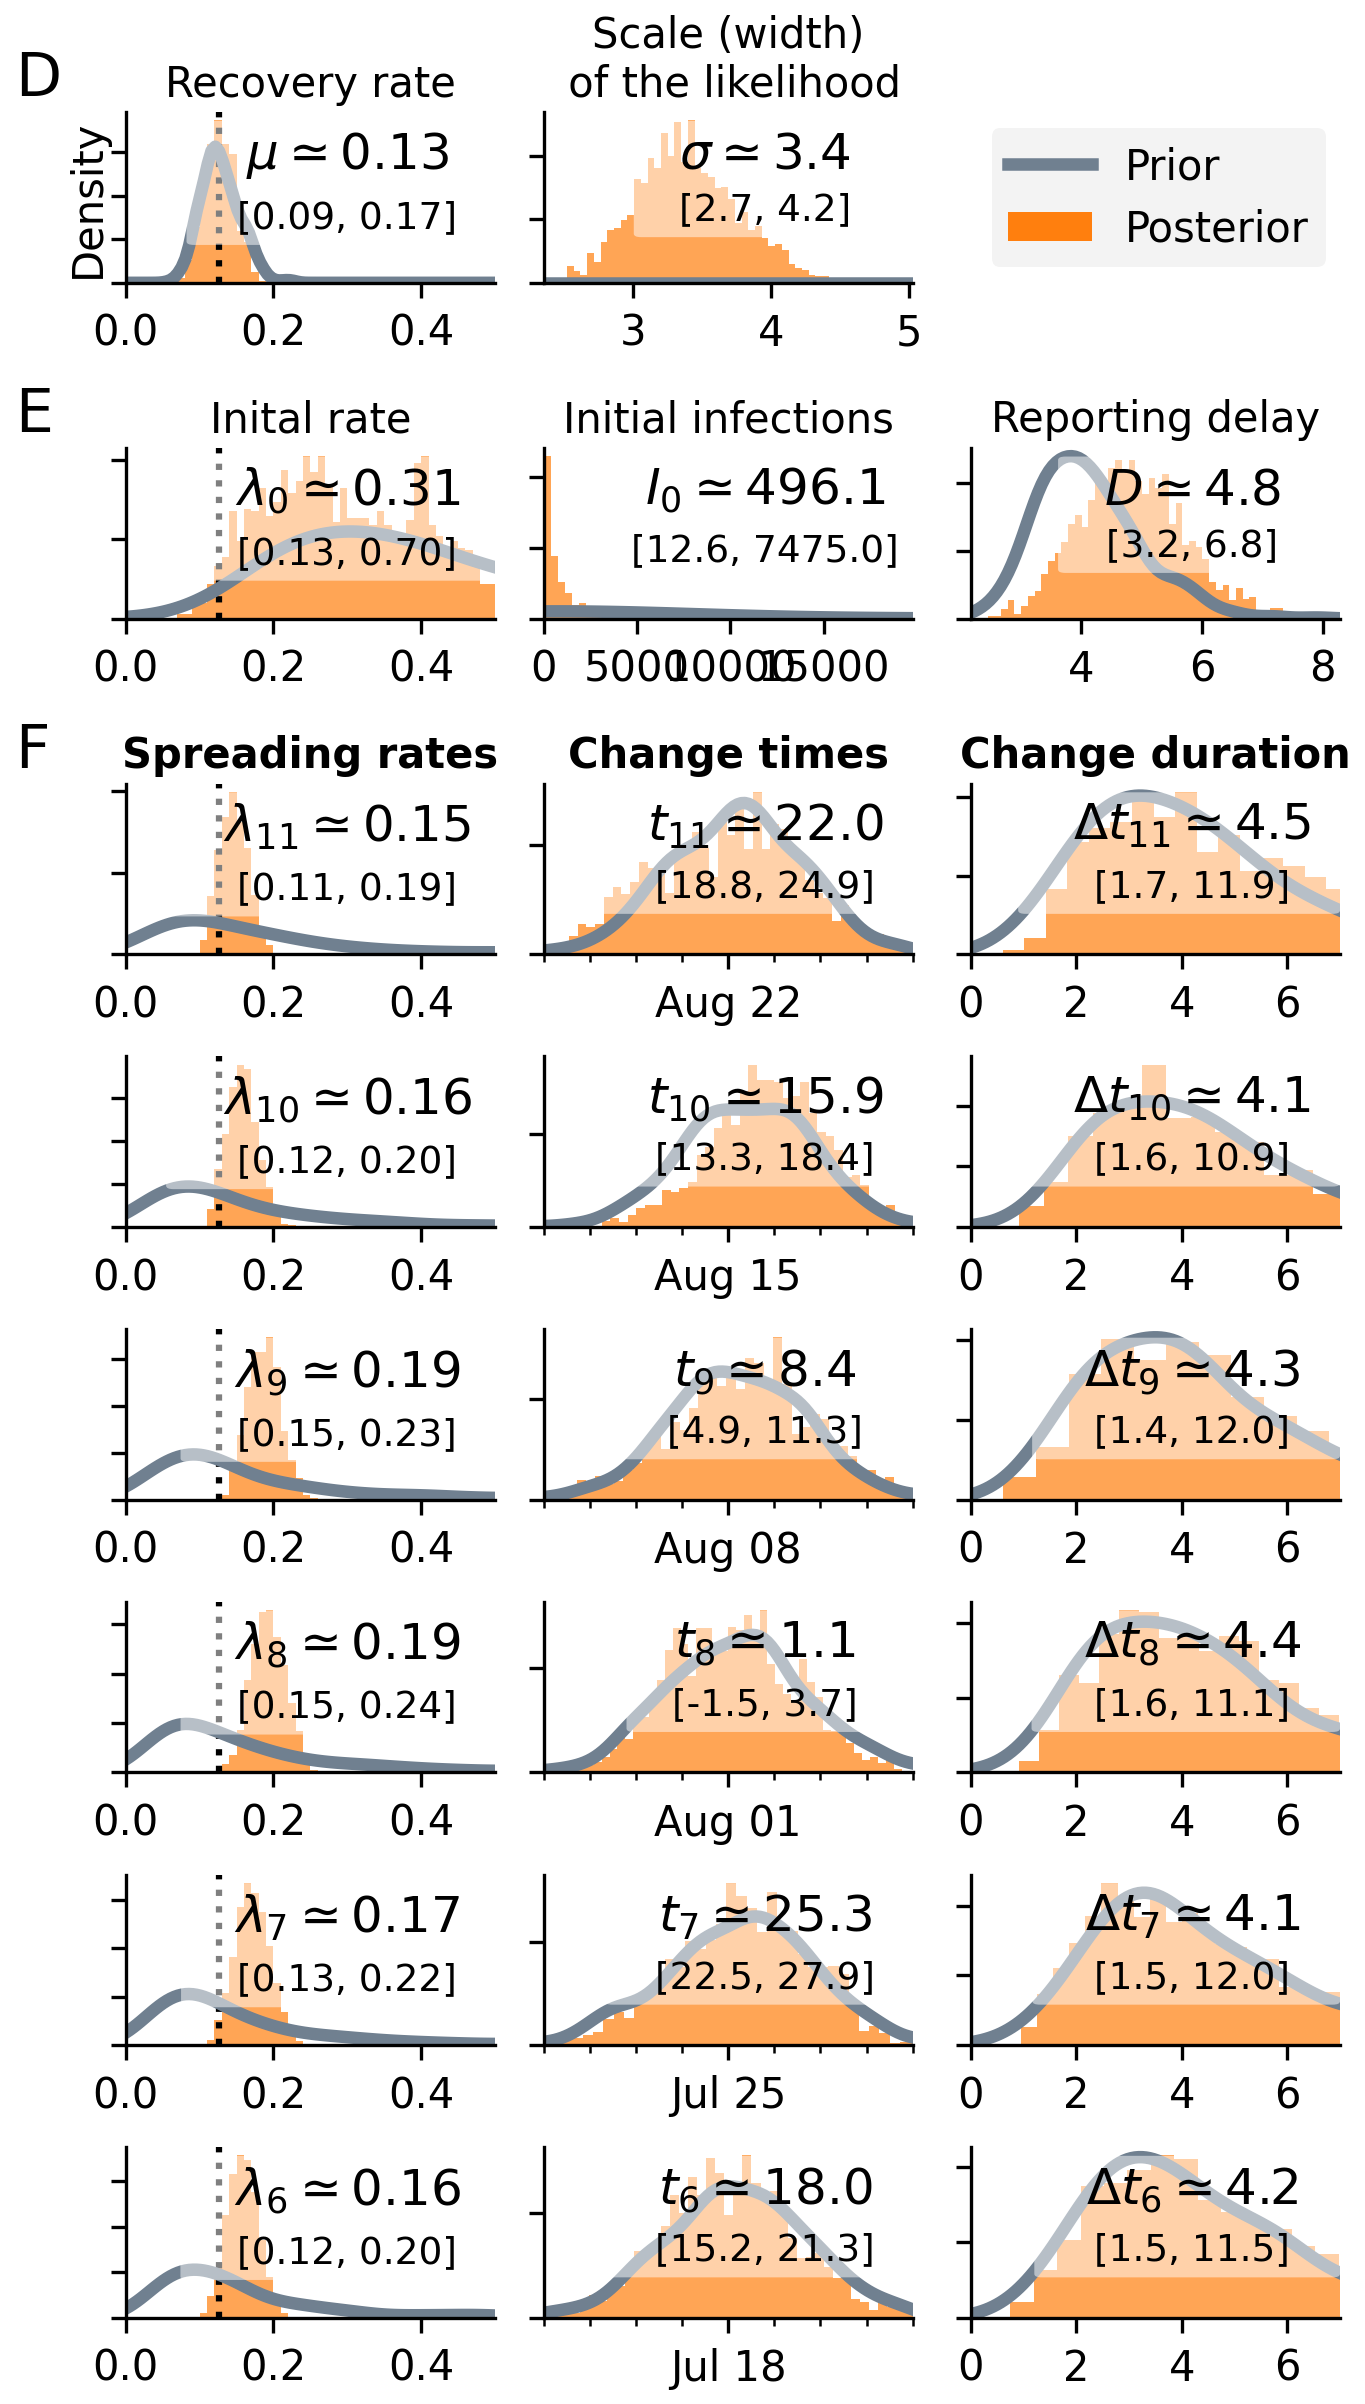 D
Recovery rate
Scale (width)
of the likelihood
Density
μ ≃ 0.13
[0.09, 0.17]
σ ≃ 3.4
[2.7, 4.2]
Prior
Posterior
0.0 0.2 0.4
3 4 5
E
Inital rate
Initial infections
Reporting delay
λ0 ≃ 0.31
[0.13, 0.70]
I0 ≃ 496.1
[12.6, 7475.0]
D ≃ 4.8
[3.2, 6.8]
0.0 0.2 0.4
0 5000 10000 15000
4 6 8
F
Spreading rates
Change times
Change duration
λ11 ≃ 0.15
[0.11, 0.19]
t11 ≃ 22.0
[18.8, 24.9]
Δt11 ≃ 4.5
[1.7, 11.9]
0.0 0.2 0.4
Aug 22
0 2 4 6
λ10 ≃ 0.16
[0.12, 0.20]
t10 ≃ 15.9
[13.3, 18.4]
Δt10 ≃ 4.1
[1.6, 10.9]
0.0 0.2 0.4
Aug 15
0 2 4 6
λ9 ≃ 0.19
[0.15, 0.23]
t9 ≃ 8.4
[4.9, 11.3]
Δt9 ≃ 4.3
[1.4, 12.0]
0.0 0.2 0.4
Aug 08
0 2 4 6
λ8 ≃ 0.19
[0.15, 0.24]
t8 ≃ 1.1
[-1.5, 3.7]
Δt8 ≃ 4.4
[1.6, 11.1]
0.0 0.2 0.4
Aug 01
0 2 4 6
λ7 ≃ 0.17
[0.13, 0.22]
t7 ≃ 25.3
[22.5, 27.9]
Δt7 ≃ 4.1
[1.5, 12.0]
0.0 0.2 0.4
Jul 25
0 2 4 6
λ6 ≃ 0.16
[0.12, 0.20]
t6 ≃ 18.0
[15.2, 21.3]
Δt6 ≃ 4.2
[1.5, 11.5]
0.0 0.2 0.4
Jul 18
0 2 4 6